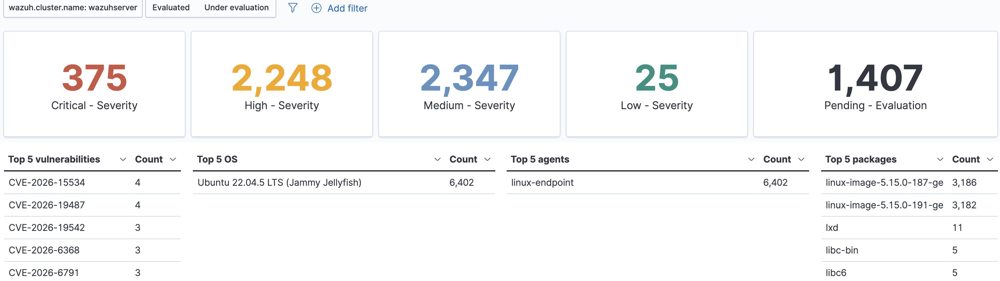 wazuh.cluster.name: wazuhserver Evaluated Under evaluation Add filter
375 2,248 2,347 25 1,407
Critical - Severity High - Severity Medium - Severity Low - Severity Pending - Evaluation
Top 5 vulnerabilities Count Top 5 OS Count Top 5 agents Count Top 5 packages Count
CVE-2026-15534 4 Ubuntu 22.04.5 LTS (Jammy Jellyfish) 6,402 linux-endpoint 6,402 linux-image-5.15.0-187-ge 3,186
CVE-2026-19487 4 linux-image-5.15.0-191-ge 3,182
CVE-2026-19542 3 lxd 11
CVE-2026-6368 3 libc-bin 5
CVE-2026-6791 3 libc6 5